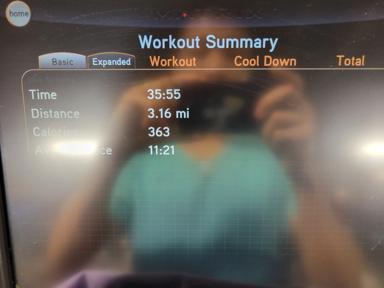 home
Workout Summary
Basic Expanded Workout Cool Down Total
Time 35:55
Distance 3.16 mi
Calories 363
11:21